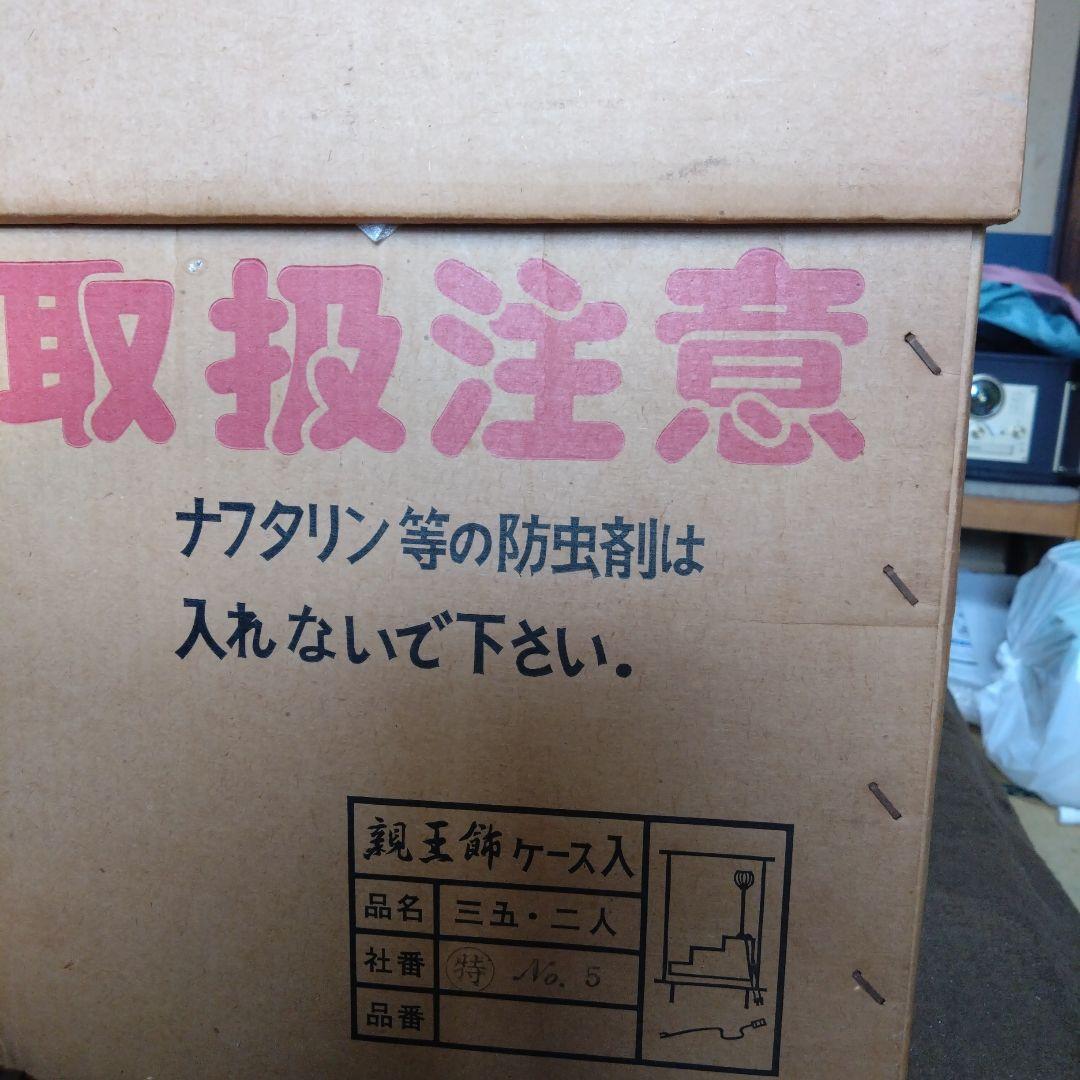 取扱注意
ナフタリン等の防虫剤は
入れないで下さい.
親王飾ケース入
品名 三五・二人
社番 ㊕ No. 5
品番